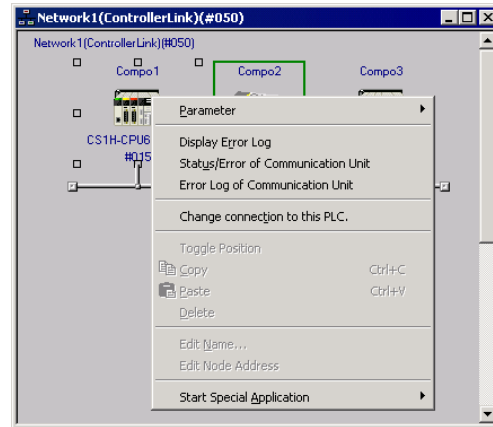 Network1(ControllerLink)(#050)
Network1(ControllerLink)(#050)
Compo1 Compo2 Compo3
CS1H-CPU6
#015
Parameter
Display Error Log
Status/Error of Communication Unit
Error Log of Communication Unit
Change connection to this PLC.
Toggle Position
Copy Ctrl+C
Paste Ctrl+V
Delete
Edit Name...
Edit Node Address
Start Special Application